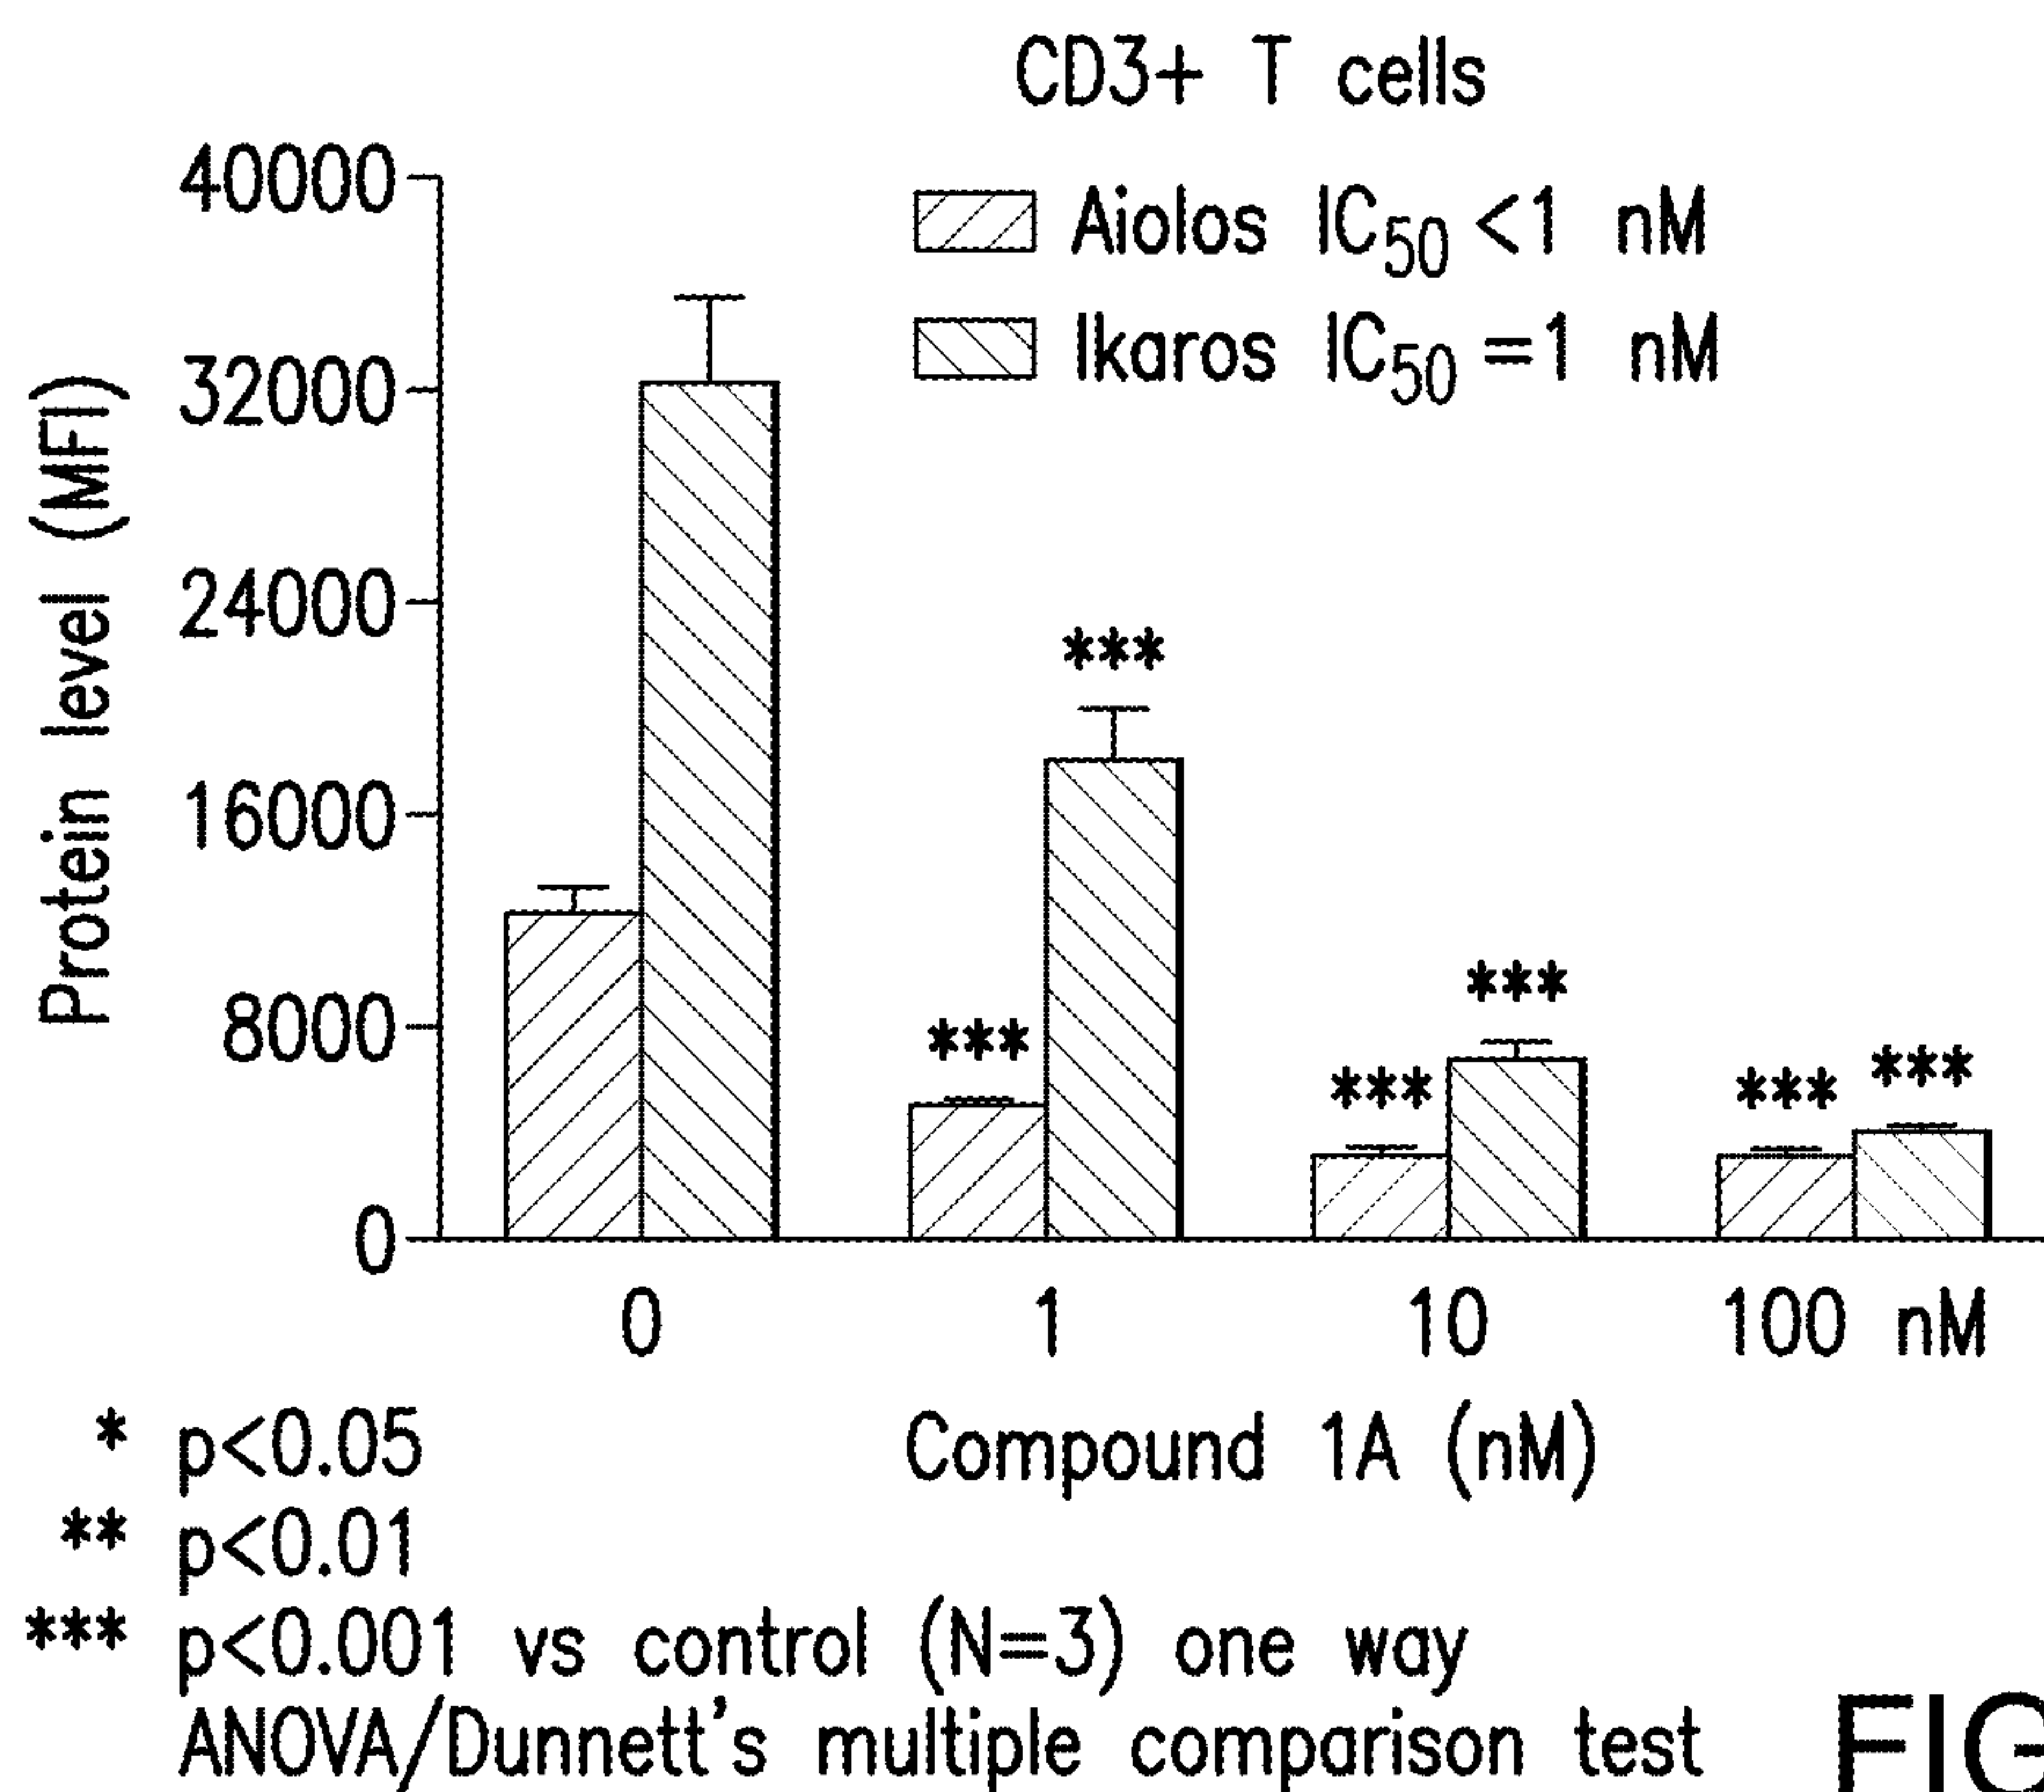 CD3+ T cells
Aiolos IC50 <1 nM
Ikaros IC50 =1 nM
Protein level (MFI)
40000
32000
24000
16000
8000
0
***
***
***
***
***
***
0 1 10 100 nM
Compound 1A (nM)
* p<0.05
** p<0.01
*** p<0.001 vs control (N=3) one way
ANOVA/Dunnett's multiple comparison test
FIG